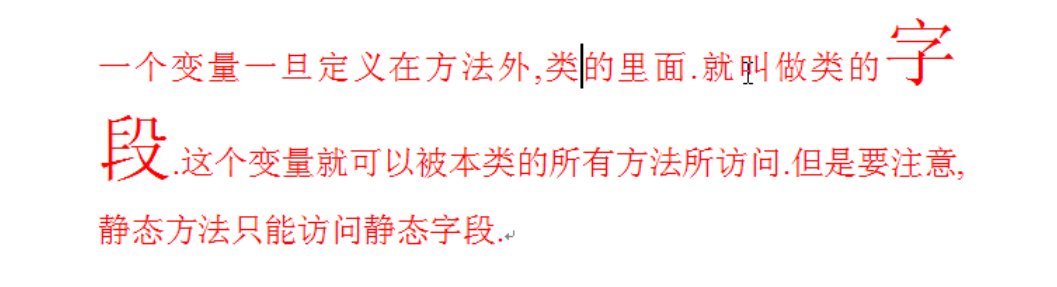 一个变量一旦定义在方法外,类的里面.就叫做类的字
段.这个变量就可以被本类的所有方法所访问.但是要注意,
静态方法只能访问静态字段.